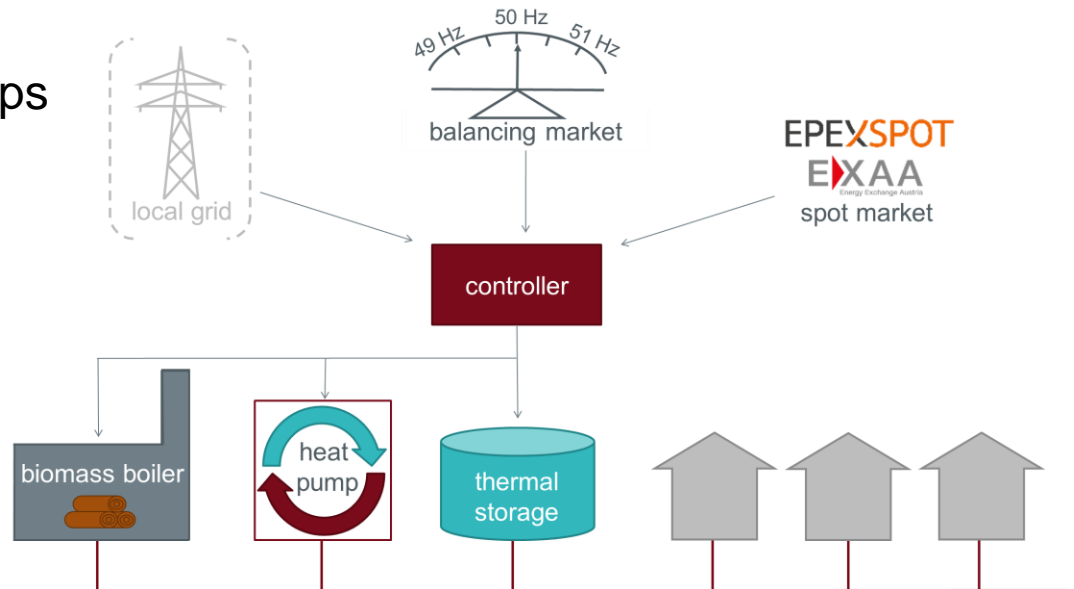 ps
49 Hz
50 Hz
51 Hz
balancing market
local grid
EPEXSPOT
EXAA
Energy Exchange Austria
spot market
controller
biomass boiler
heat
pump
thermal
storage